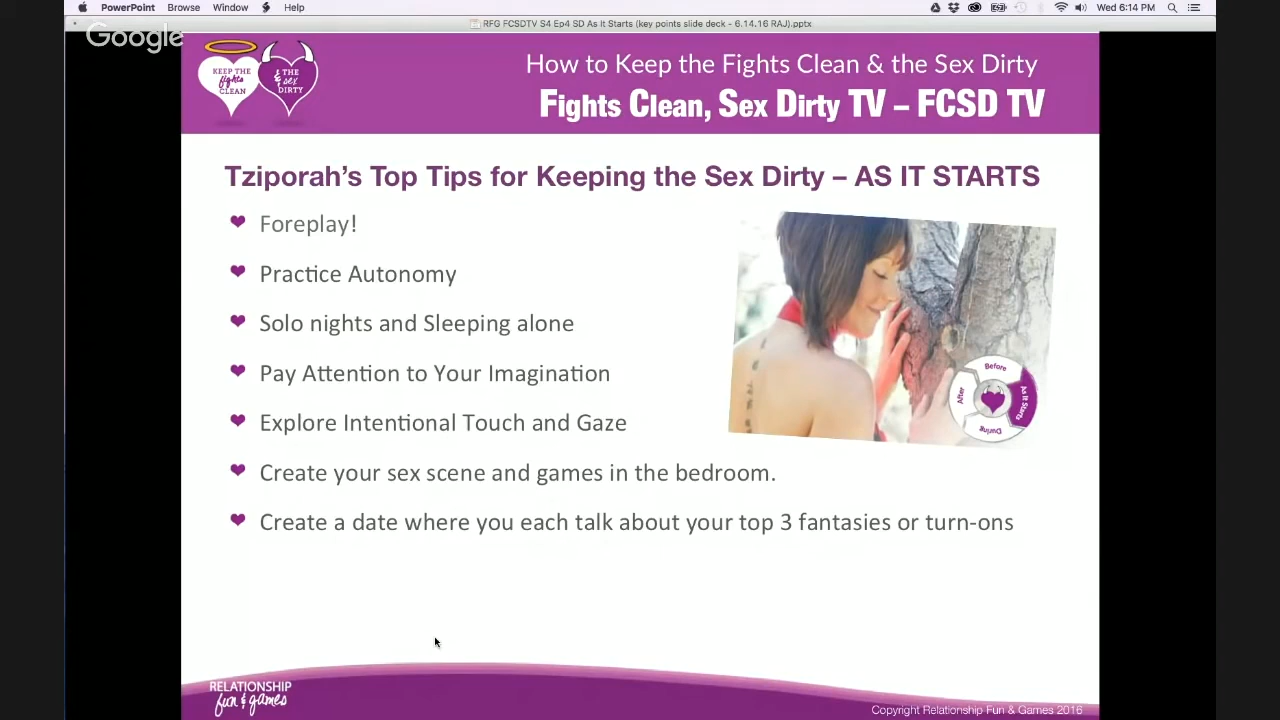 PowerPoint Browse Window Help Wed 6:14 PM
RFG FCSDTV S4 Ep4 SD As It Starts (key points slide deck - 6.14.16 RAJ).pptx
Google
KEEP THE
fights
CLEAN
& THE
sex
DIRTY
How to Keep the Fights Clean & the Sex Dirty
Fights Clean, Sex Dirty TV – FCSD TV
Tziporah's Top Tips for Keeping the Sex Dirty – AS IT STARTS
Foreplay!
Practice Autonomy
Solo nights and Sleeping alone
Pay Attention to Your Imagination
Explore Intentional Touch and Gaze
Create your sex scene and games in the bedroom.
Create a date where you each talk about your top 3 fantasies or turn-ons
Before
As It Starts
During
After
RELATIONSHIP
fun & games
Copyright Relationship Fun & Games 2016